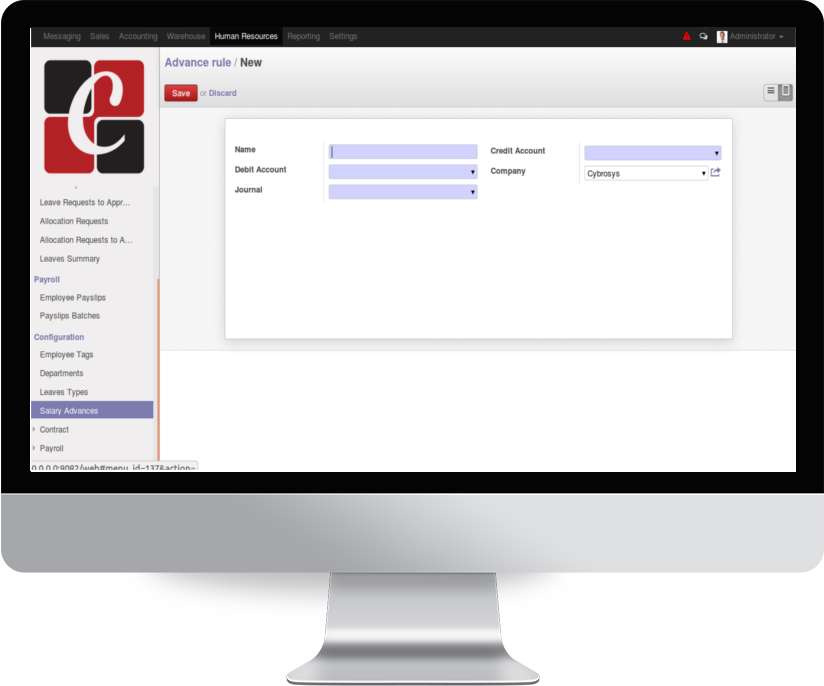 Messaging Sales Accounting Warehouse Human Resources Reporting Settings Administrator
C
Advance rule / New
Save or Discard
Name
Debit Account
Journal
Credit Account
Company Cybrosys
Leave Requests to Appr...
Allocation Requests
Allocation Requests to A...
Leaves Summary
Payroll
Employee Payslips
Payslips Batches
Configuration
Employee Tags
Departments
Leaves Types
Salary Advances
Contract
Payroll
0.0.0.0:8082/web#menu_id=137&action=